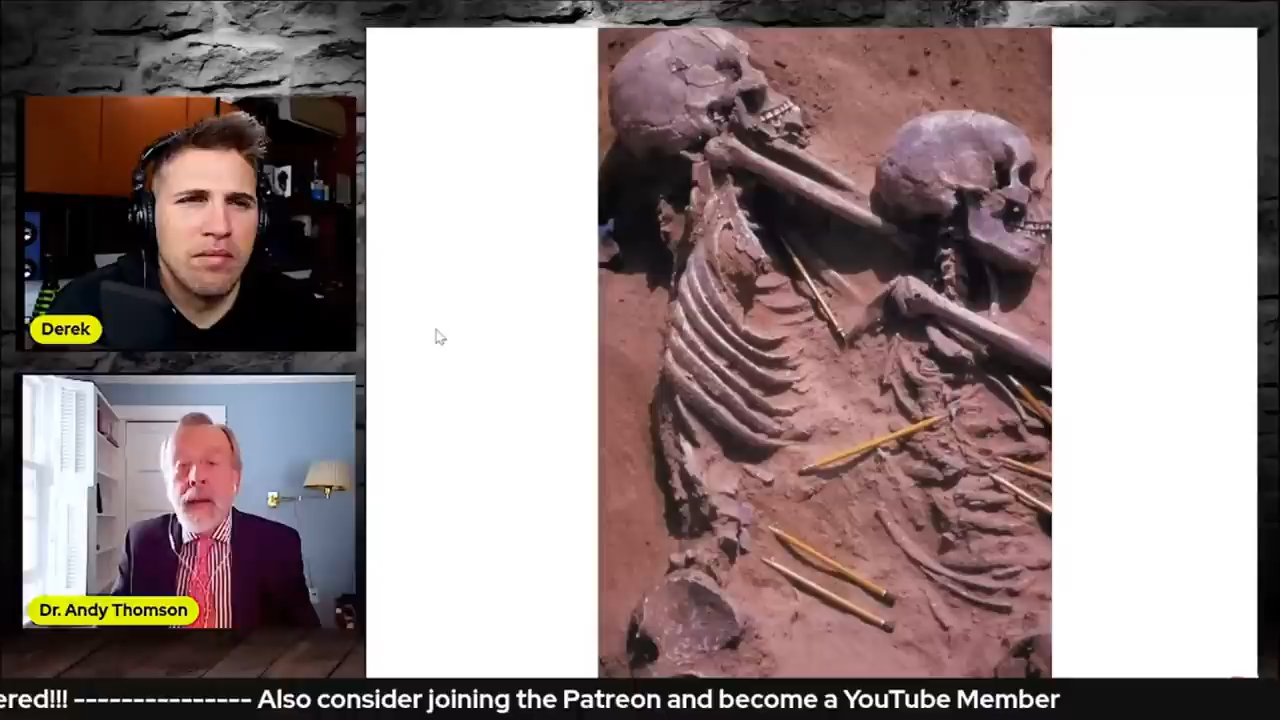 Derek
Dr. Andy Thomson
ered!!! --------------- Also consider joining the Patreon and become a YouTube Member